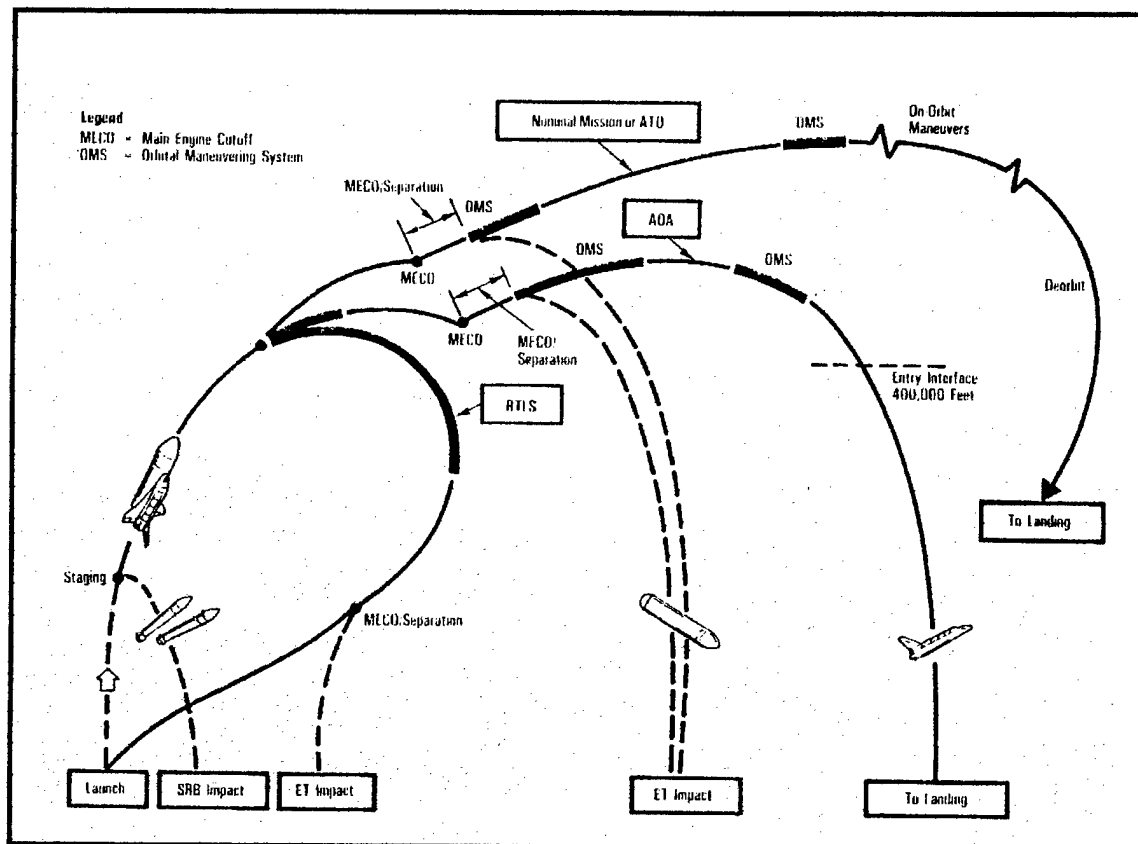 Legend
MECO = Main Engine Cutoff
OMS = Orbital Maneuvering System
Nominal Mission or ATO
OMS
On-Orbit
Maneuvers
MECO/Separation
OMS
MECO
AOA
OMS
OMS
MECO
MECO/
Separation
Deorbit
Entry Interface
400,000 Feet
RTLS
To Landing
Staging
MECO/Separation
Launch
SRB Impact
ET Impact
ET Impact
To Landing